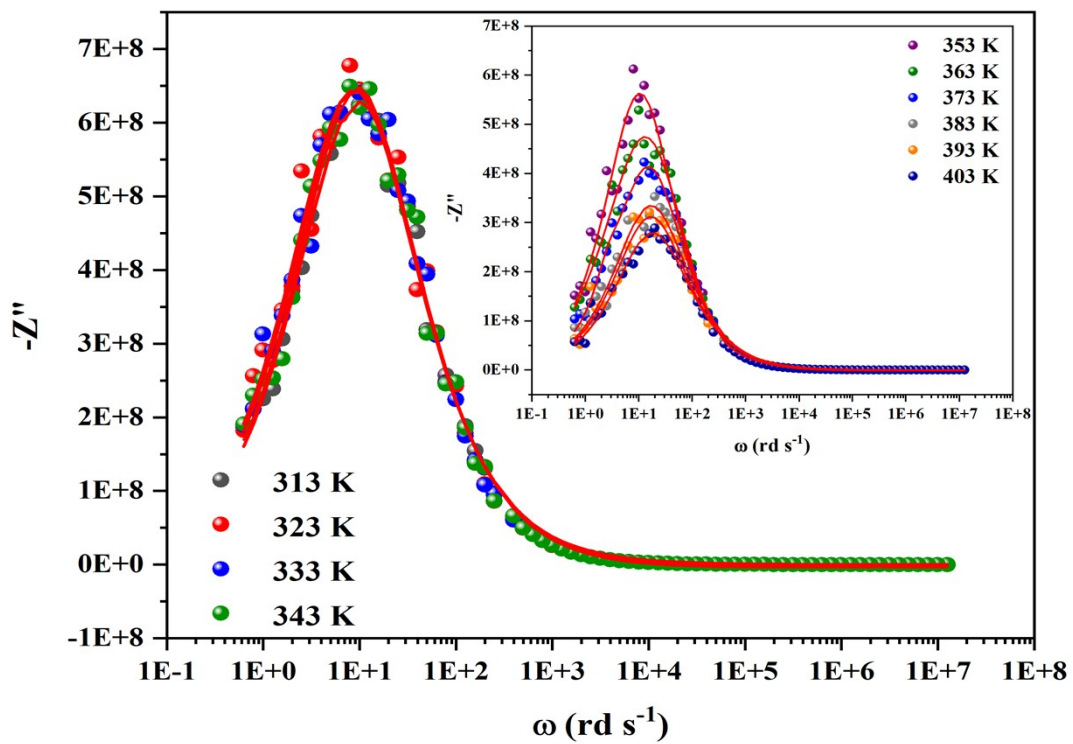 7E+8
6E+8
5E+8
4E+8
3E+8
2E+8
1E+8
0E+0
-1E+8
-Z"
1E-1 1E+0 1E+1 1E+2 1E+3 1E+4 1E+5 1E+6 1E+7 1E+8
ω (rd s-1)
313 K
323 K
333 K
343 K
7E+8
6E+8
5E+8
4E+8
3E+8
2E+8
1E+8
0E+0
-Z"
1E-1 1E+0 1E+1 1E+2 1E+3 1E+4 1E+5 1E+6 1E+7 1E+8
ω (rd s-1)
353 K
363 K
373 K
383 K
393 K
403 K